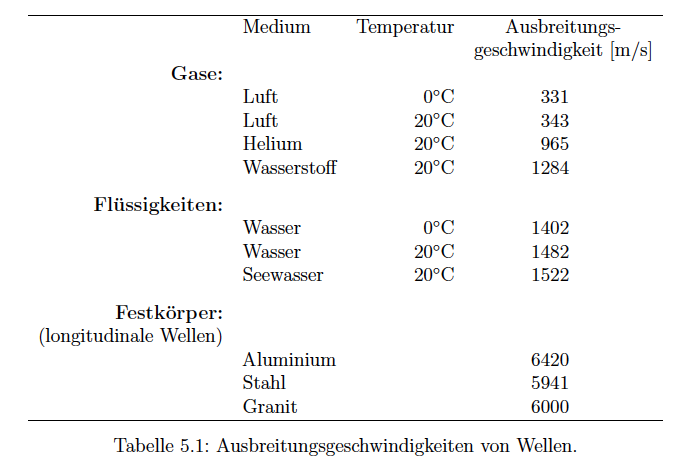 Medium Temperatur Ausbreitungs-
geschwindigkeit [m/s]
Gase:
Luft 0°C 331
Luft 20°C 343
Helium 20°C 965
Wasserstoff 20°C 1284
Flüssigkeiten:
Wasser 0°C 1402
Wasser 20°C 1482
Seewasser 20°C 1522
Festkörper:
(longitudinale Wellen)
Aluminium 6420
Stahl 5941
Granit 6000
Tabelle 5.1: Ausbreitungsgeschwindigkeiten von Wellen.